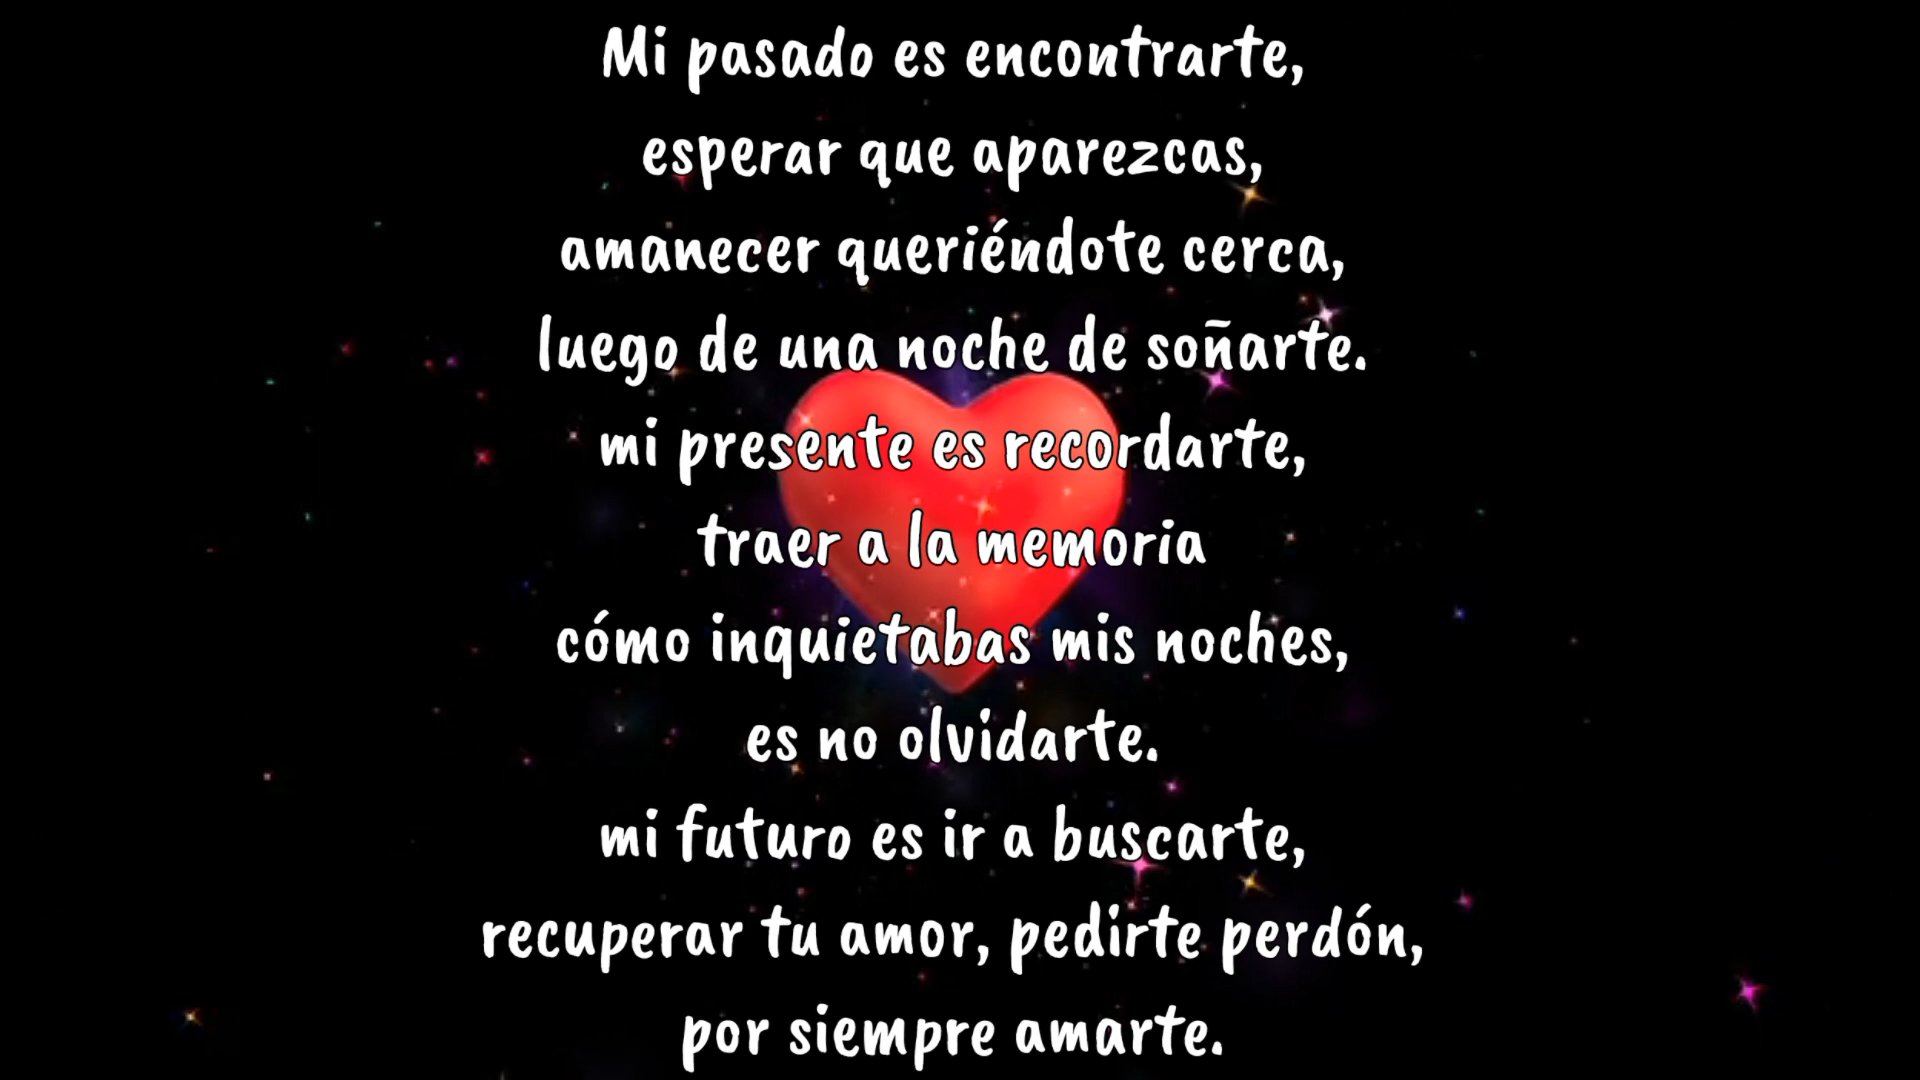 Mi pasado es encontrarte,
esperar que aparezcas,
amanecer queriéndote cerca,
luego de una noche de soñarte.
mi presente es recordarte,
traer a la memoria
cómo inquietabas mis noches,
es no olvidarte.
mi futuro es ir a buscarte,
recuperar tu amor, pedirte perdón,
por siempre amarte.